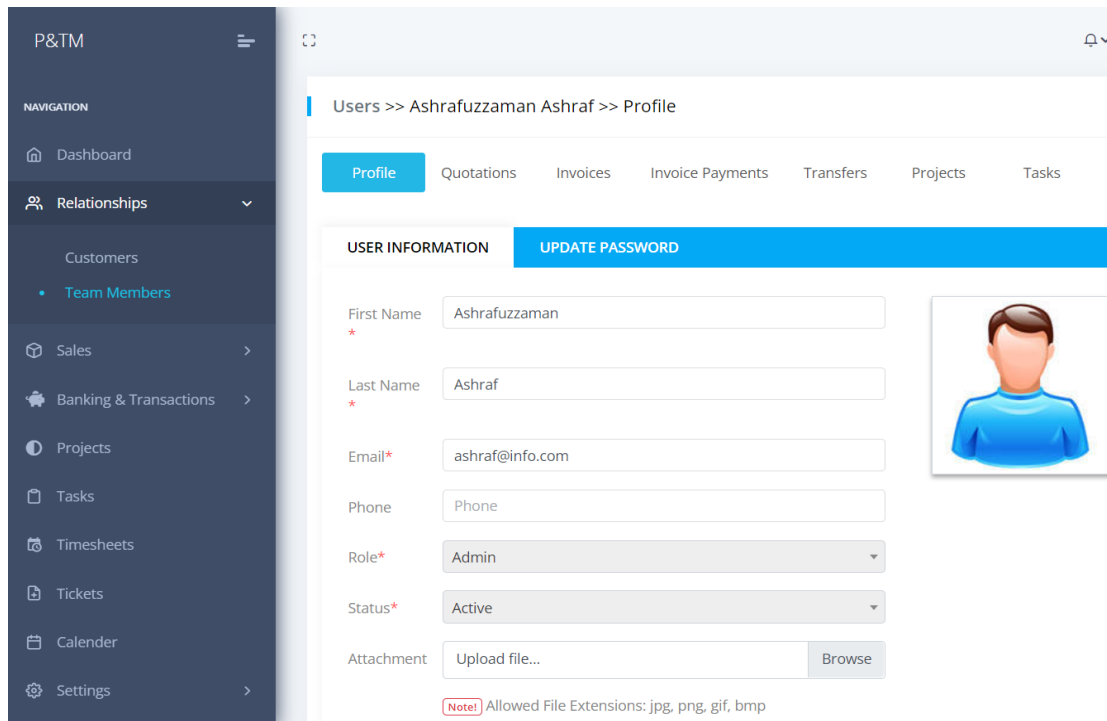 P&TM
NAVIGATION
Dashboard
Relationships
Customers
Team Members
Sales
Banking & Transactions
Projects
Tasks
Timesheets
Tickets
Calender
Settings
Users >> Ashrafuzzaman Ashraf >> Profile
Profile Quotations Invoices Invoice Payments Transfers Projects Tasks
USER INFORMATION UPDATE PASSWORD
First Name * Ashrafuzzaman
Last Name * Ashraf
Email* ashraf@info.com
Phone Phone
Role* Admin
Status* Active
Attachment Upload file... Browse
Note! Allowed File Extensions: jpg, png, gif, bmp